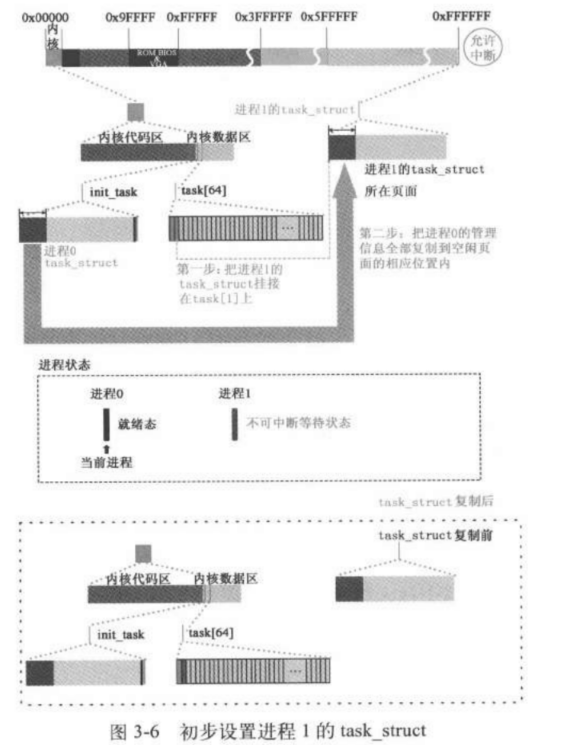 0x00000 0x9FFFF 0xFFFFF 0x3FFFFF 0x5FFFFF 0xFFFFFF
内核
ROM BIOS
VGA
允许
中断
进程1的task_struct
内核代码区 内核数据区
进程1的task_struct
所在页面
init_task
task[64]
...
进程0
task_struct
第一步：把进程1的
task_struct挂接
在task[1]上
第二步：把进程0的管理
信息全部复制到空闲页
面的相应位置内
进程状态
进程0 进程1
就绪态 不可中断等待状态
当前进程
task_struct复制后
task_struct复制前
内核代码区 内核数据区
init_task
task[64]
...
图 3-6 初步设置进程 1 的 task_struct